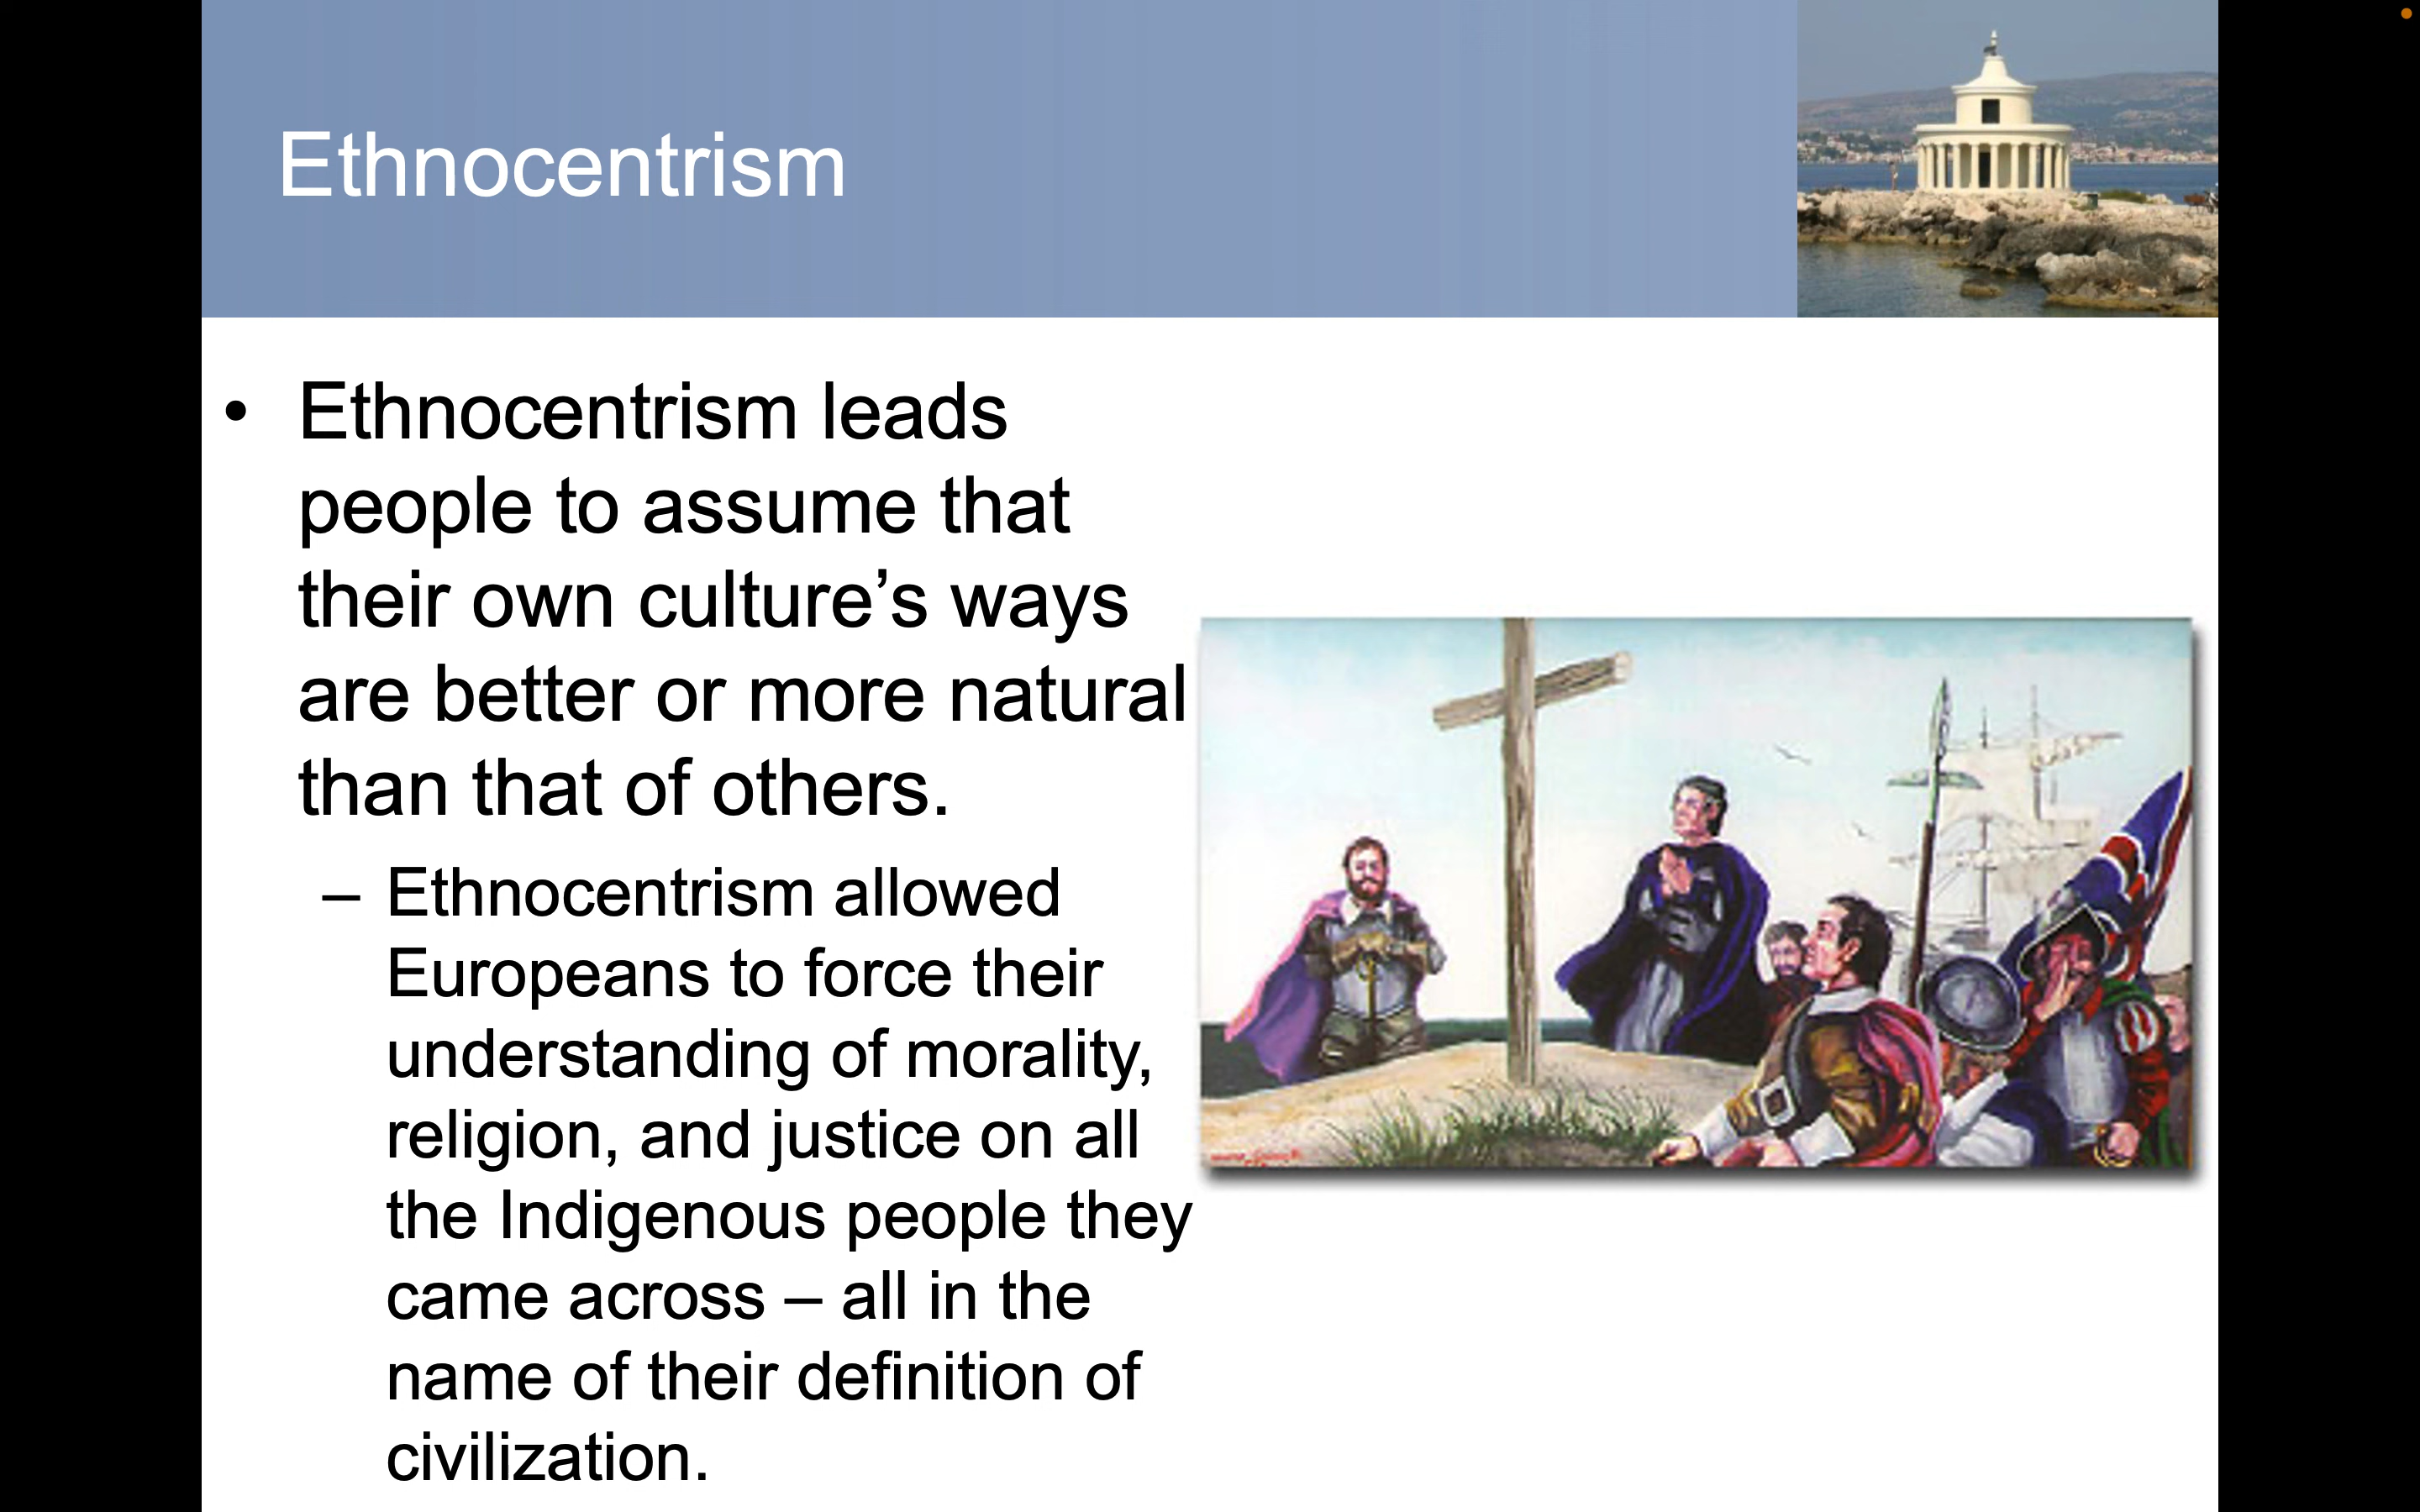 Ethnocentrism
• Ethnocentrism leads
people to assume that
their own culture’s ways
are better or more natural
than that of others.
– Ethnocentrism allowed
Europeans to force their
understanding of morality,
religion, and justice on all
the Indigenous people they
came across – all in the
name of their definition of
civilization.